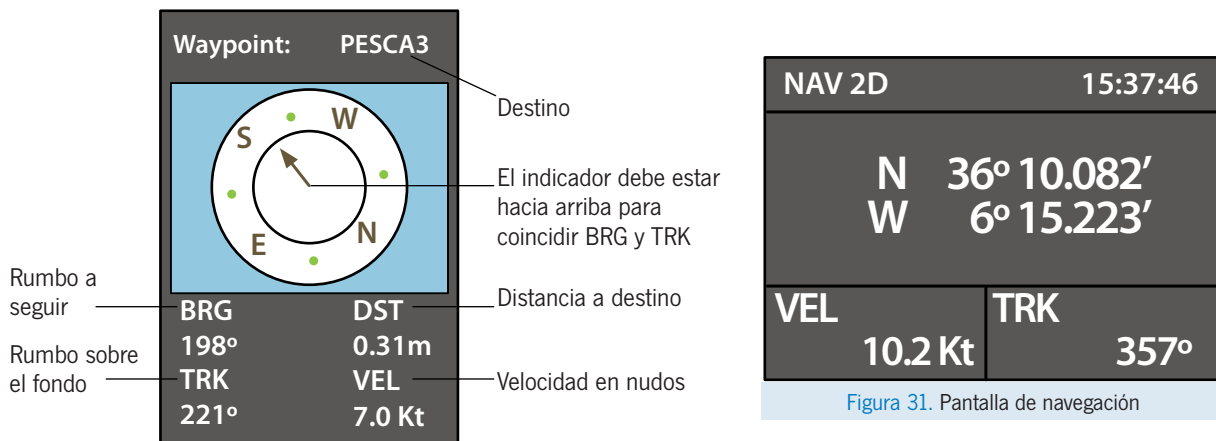 Waypoint: PESCA3
S
W
E
N
BRG DST
198º 0.31m
TRK VEL
221º 7.0 Kt
Destino
El indicador debe estar
hacia arriba para
coincidir BRG y TRK
Rumbo a
seguir
Distancia a destino
Rumbo sobre
el fondo
Velocidad en nudos
NAV 2D 15:37:46
N 36º 10.082’
W 6º 15.223’
VEL TRK
10.2 Kt 357º
Figura 31. Pantalla de navegación